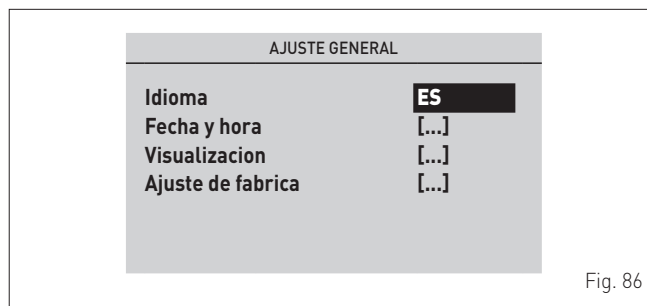 AJUSTE GENERAL
Idioma ES
Fecha y hora [...]
Visualizacion [...]
Ajuste de fabrica [...]
Fig. 86